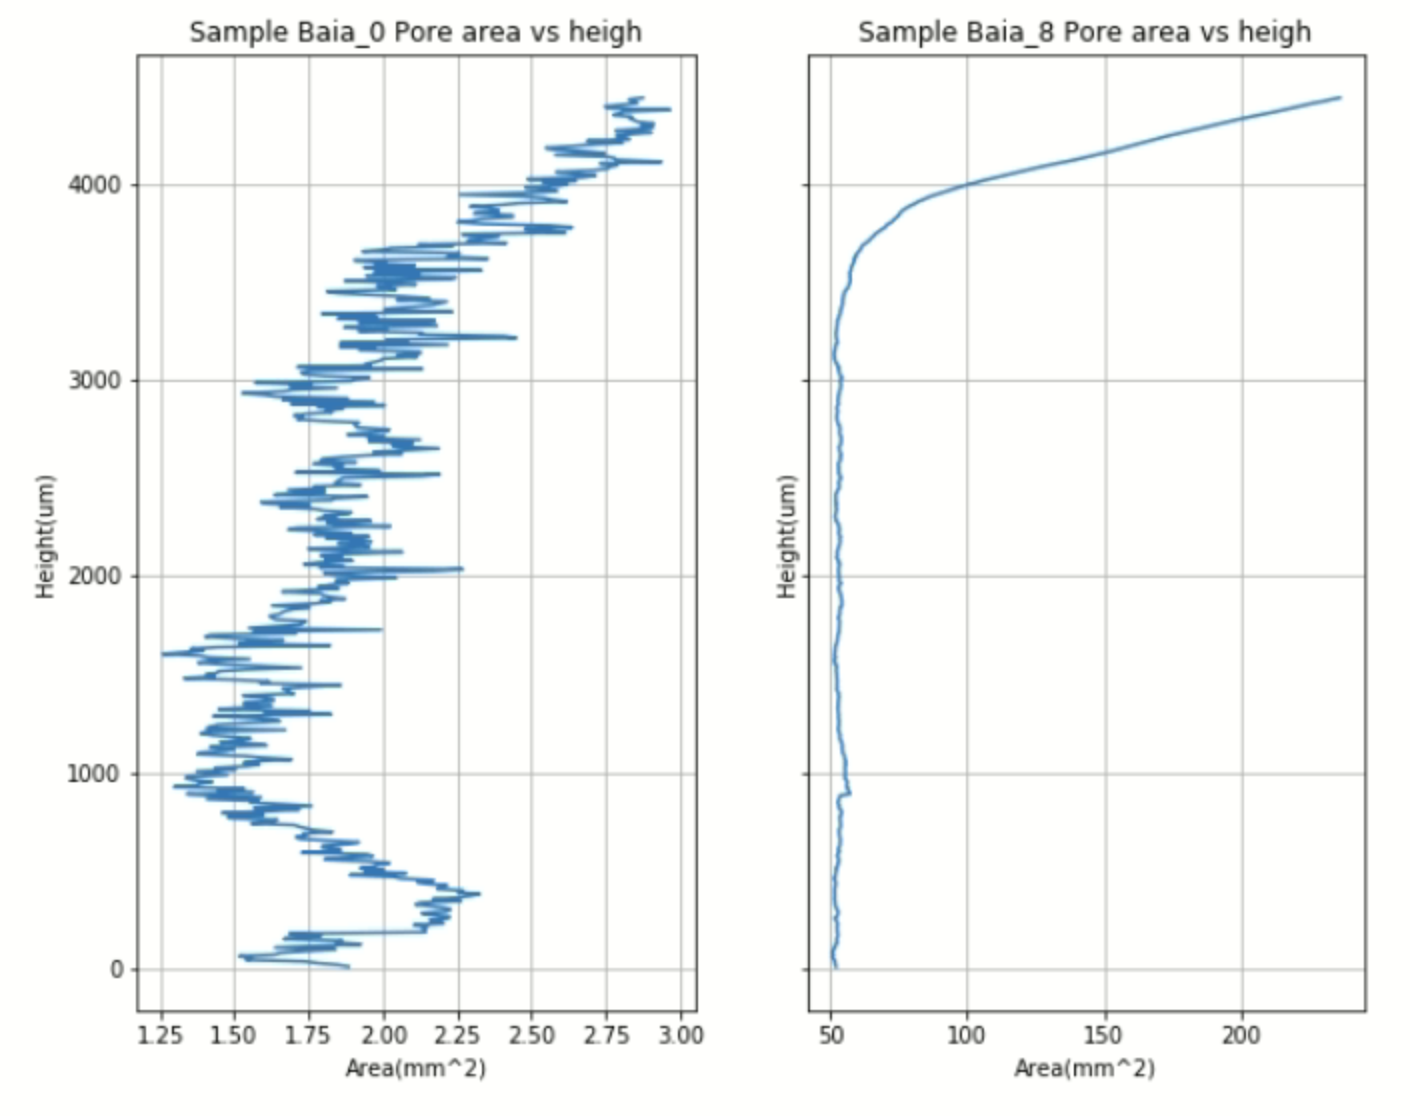 Sample Baia_0 Pore area vs heigh
Height(um)
4000
3000
2000
1000
0
1.25 1.50 1.75 2.00 2.25 2.50 2.75 3.00
Area(mm^2)
Sample Baia_8 Pore area vs heigh
Height(um)
50 100 150 200
Area(mm^2)